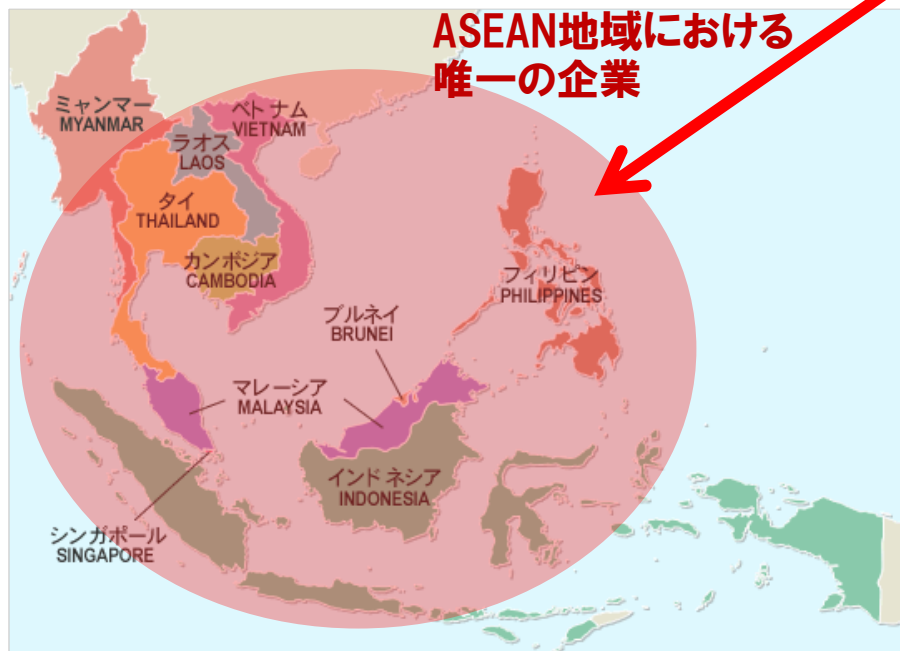 ASEAN地域における
唯一の企業
ミャンマー
MYANMAR
ベトナム
VIETNAM
ラオス
LAOS
タイ
THAILAND
カンボジア
CAMBODIA
フィリピン
PHILIPPINES
ブルネイ
BRUNEI
マレーシア
MALAYSIA
インドネシア
INDONESIA
シンガポール
SINGAPORE